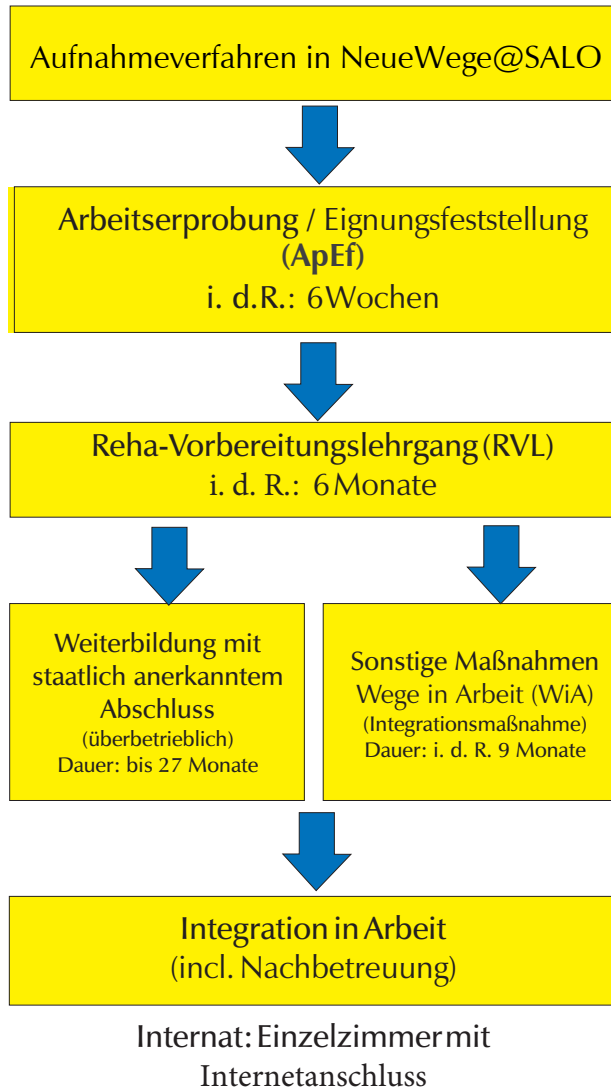 Aufnahmeverfahren in NeueWege@SALO
Arbeitserprobung / Eignungsfeststellung
(ApEf)
i. d.R.: 6 Wochen
Reha-Vorbereitungslehrgang (RVL)
i. d. R.: 6 Monate
Weiterbildung mit
staatlich anerkanntem
Abschluss
(überbetrieblich)
Dauer: bis 27 Monate
Sonstige Maßnahmen
Wege in Arbeit (WiA)
(Integrationsmaßnahme)
Dauer: i. d. R. 9 Monate
Integration in Arbeit
(incl. Nachbetreuung)
Internat: Einzelzimmer mit
Internetanschluss